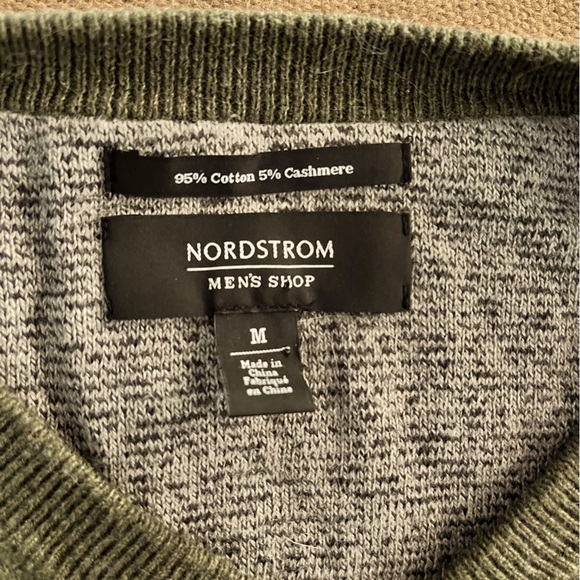 95% Cotton 5% Cashmere
NORDSTROM
MEN'S SHOP
M
Made in
China
Fabriqué
en Chine